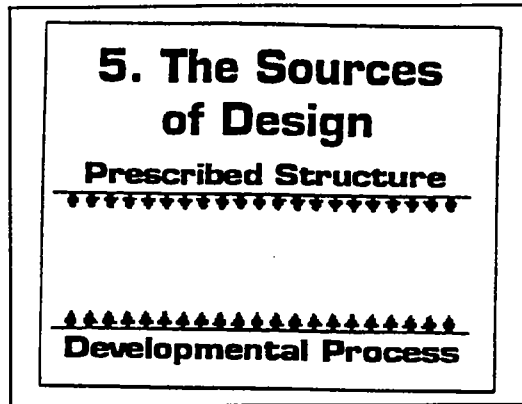 5. The Sources
of Design
Prescribed Structure
Developmental Process